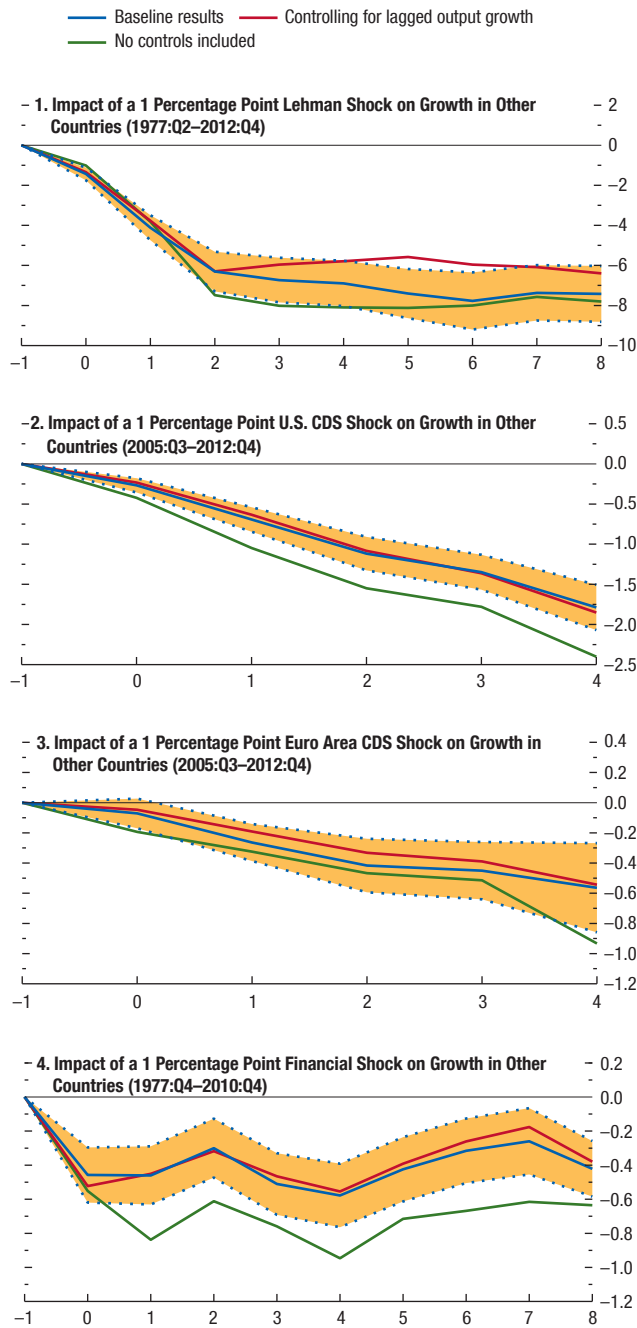 Baseline results
Controlling for lagged output growth
No controls included
1. Impact of a 1 Percentage Point Lehman Shock on Growth in Other
Countries (1977:Q2–2012:Q4)
2
0
–2
–4
–6
–8
–10
–1 0 1 2 3 4 5 6 7 8
2. Impact of a 1 Percentage Point U.S. CDS Shock on Growth in Other
Countries (2005:Q3–2012:Q4)
0.5
0.0
–0.5
–1.0
–1.5
–2.0
–2.5
–1 0 1 2 3 4
3. Impact of a 1 Percentage Point Euro Area CDS Shock on Growth in
Other Countries (2005:Q3–2012:Q4)
0.4
0.2
0.0
–0.2
–0.4
–0.6
–0.8
–1.0
–1.2
–1 0 1 2 3 4
4. Impact of a 1 Percentage Point Financial Shock on Growth in Other
Countries (1977:Q4–2010:Q4)
0.2
0.0
–0.2
–0.4
–0.6
–0.8
–1.0
–1.2
–1 0 1 2 3 4 5 6 7 8